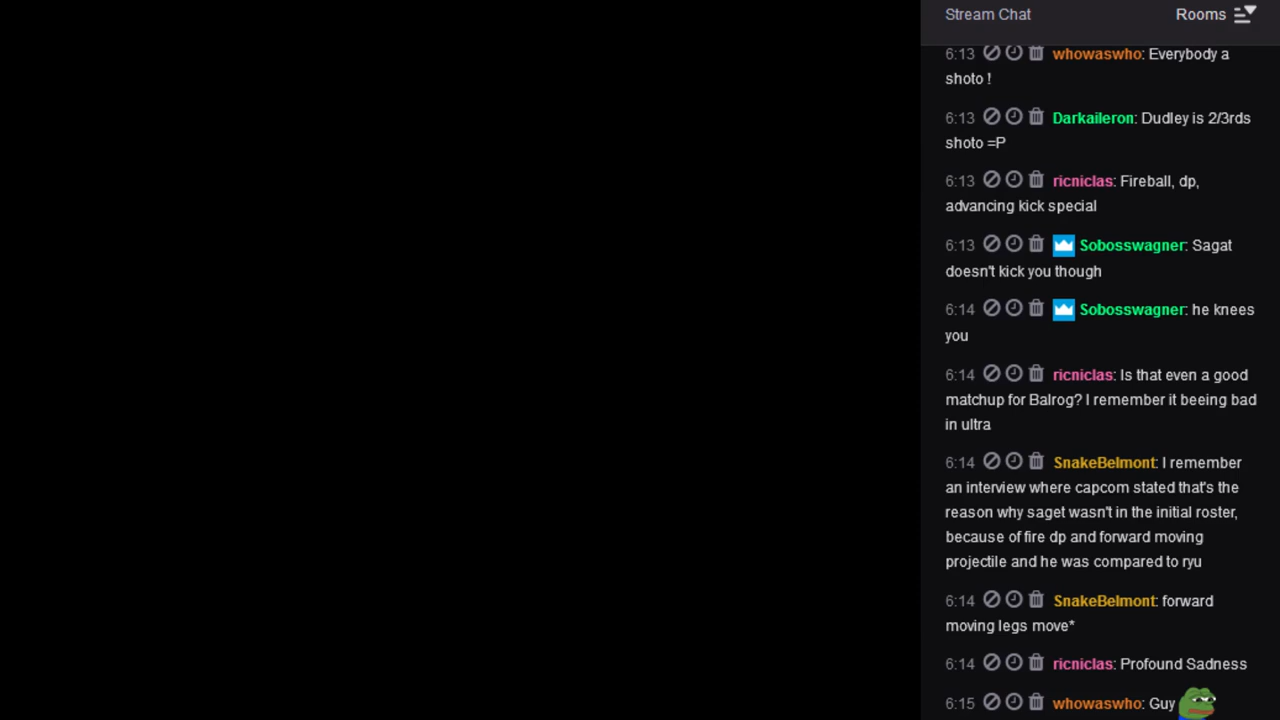 Stream Chat Rooms
6:13 whowaswho: Everybody a
shoto !
6:13 Darkaileron: Dudley is 2/3rds
shoto =P
6:13 ricniclas: Fireball, dp,
advancing kick special
6:13 Sobosswagner: Sagat
doesn't kick you though
6:14 Sobosswagner: he knees
you
6:14 ricniclas: Is that even a good
matchup for Balrog? I remember it beeing bad
in ultra
6:14 SnakeBelmont: I remember
an interview where capcom stated that's the
reason why saget wasn't in the initial roster,
because of fire dp and forward moving
projectile and he was compared to ryu
6:14 SnakeBelmont: forward
moving legs move*
6:14 ricniclas: Profound Sadness
6:15 whowaswho: Guy